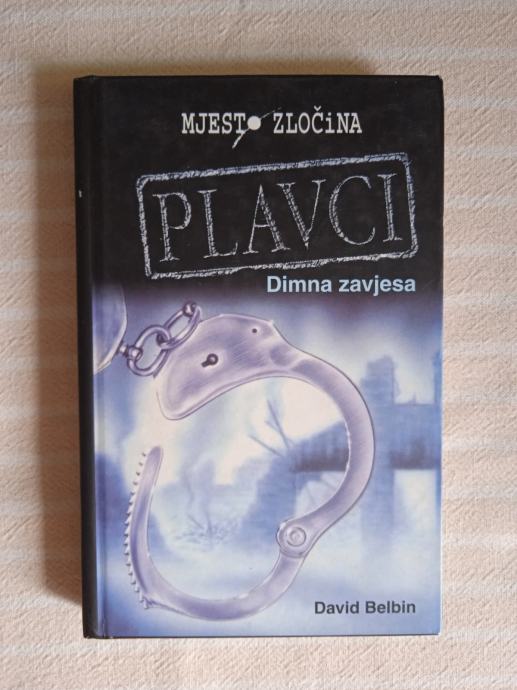 MJESTO ZLOČiNA
PLAVCI
Dimna zavjesa
David Belbin